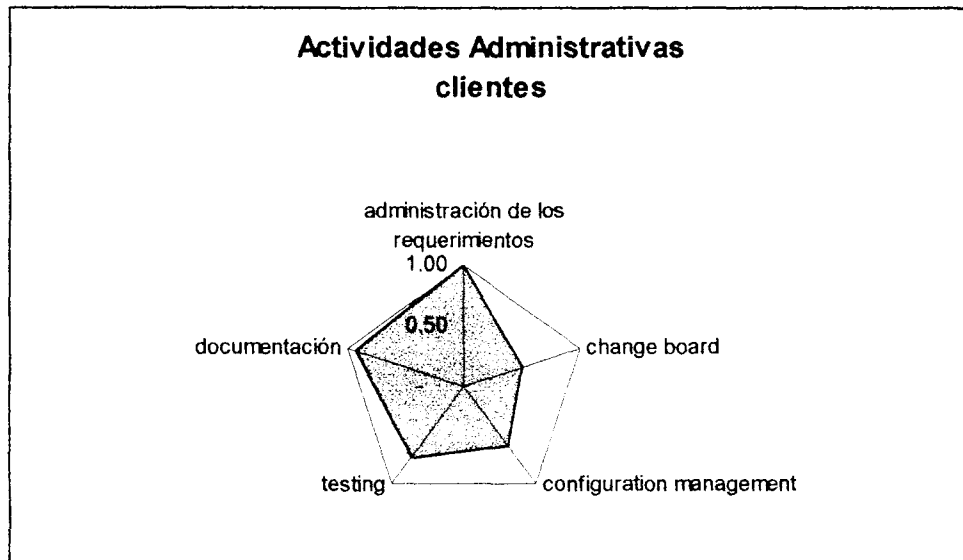 Actividades Administrativas
clientes
administración de los
requerimientos
1.00
0.50
documentación
change board
-
testing
configuration management